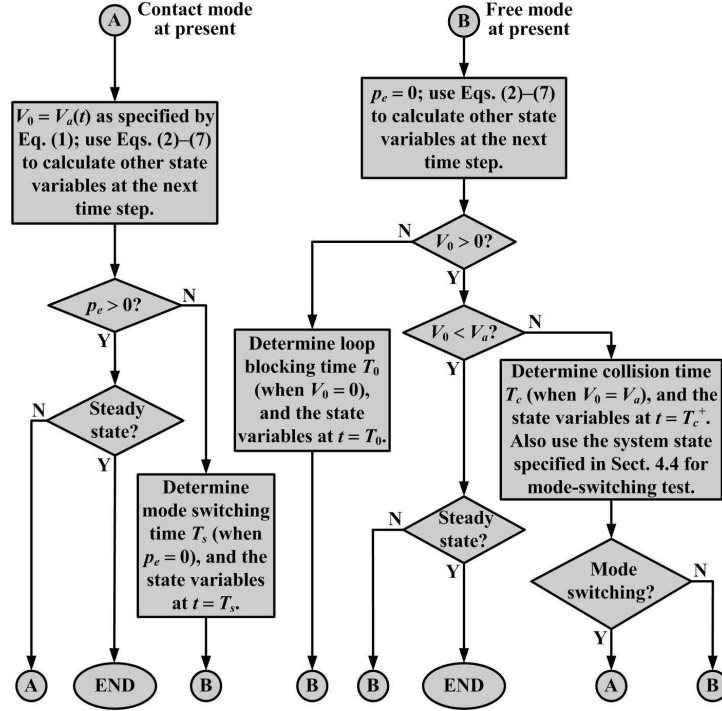 A
Contact mode
at present
V₀ = Vₐ(t) as specified by
Eq. (1); use Eqs. (2)–(7)
to calculate other state
variables at the next
time step.
pₑ > 0?
N
Y
Steady
state?
N
Y
Determine
mode switching
time Tₛ (when
pₑ = 0), and the
state variables
at t = Tₛ.
A
END
B
B
Free mode
at present
pₑ = 0; use Eqs. (2)–(7)
to calculate other state
variables at the next
time step.
V₀ > 0?
N
Y
Determine loop
blocking time T₀
(when V₀ = 0),
and the state
variables at t = T₀.
B
V₀ < Vₐ?
N
Y
Determine collision time
T_c (when V₀ = Vₐ), and the
state variables at t = T_c⁺.
Also use the system state
specified in Sect. 4.4 for
mode-switching test.
Steady
state?
N
Y
B
END
Mode
switching?
N
Y
A
B